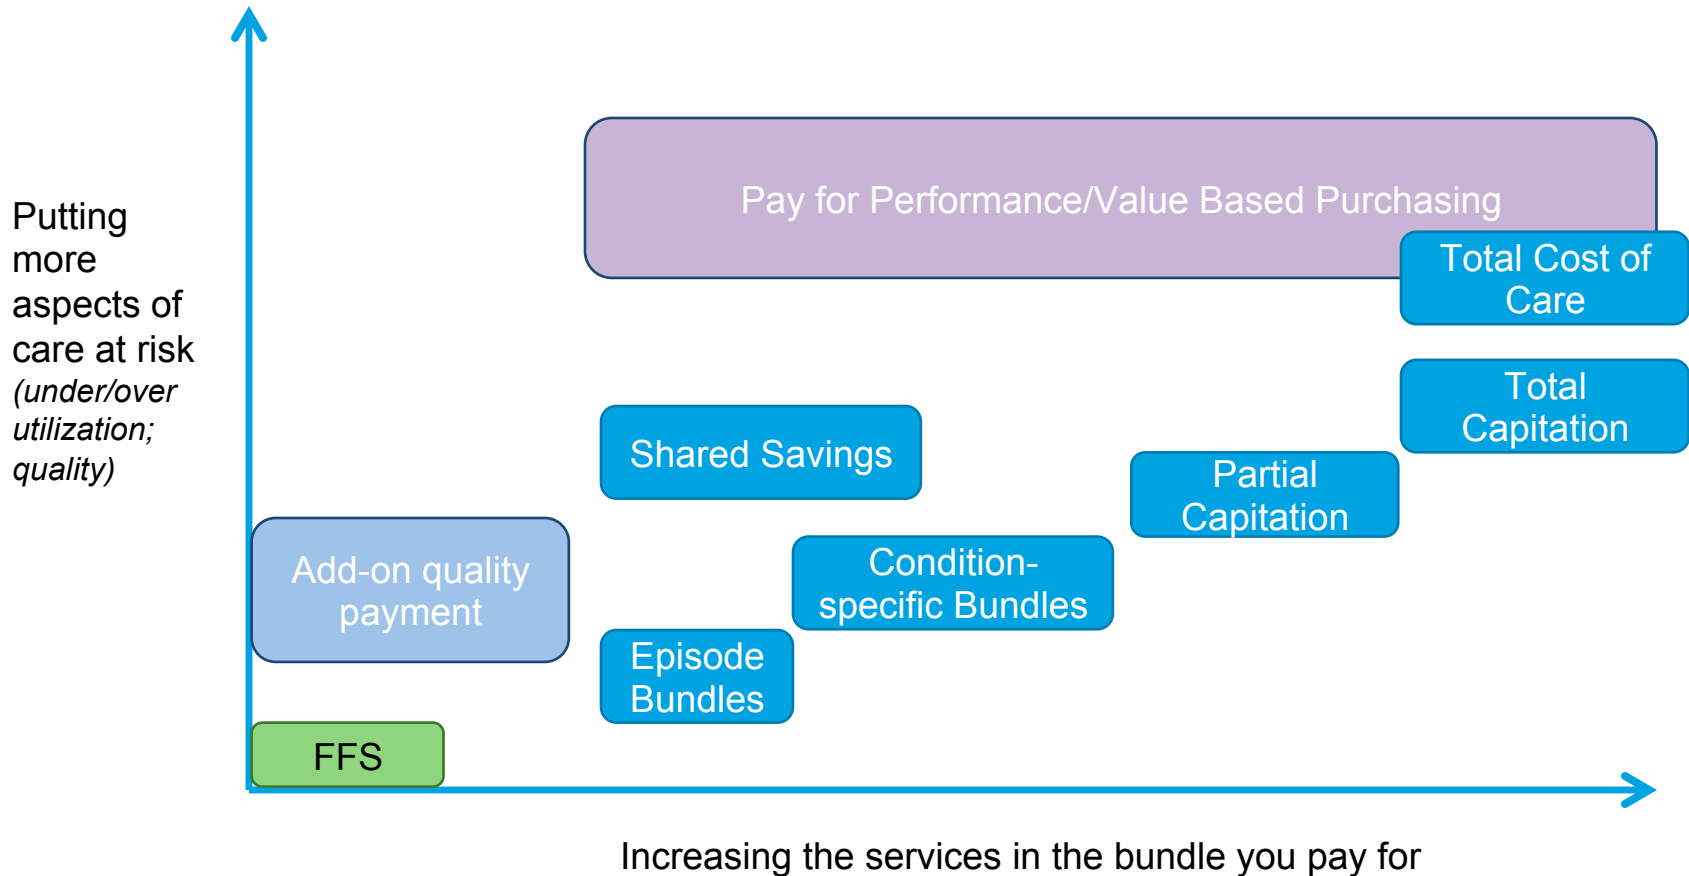 Putting
more
aspects of
care at risk
(under/over
utilization;
quality)
Pay for Performance/Value Based Purchasing
Total Cost of
Care
Total
Capitation
Shared Savings
Partial
Capitation
Add-on quality
payment
Condition-
specific Bundles
Episode
Bundles
FFS
Increasing the services in the bundle you pay for